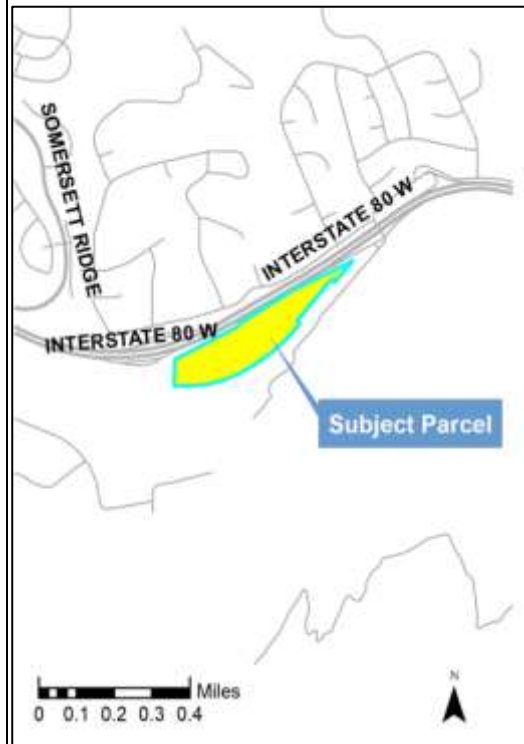 SOMERSETT RIDGE
INTERSTATE 80 W
INTERSTATE 80 W
Subject Parcel
N
Miles
0 0.1 0.2 0.3 0.4